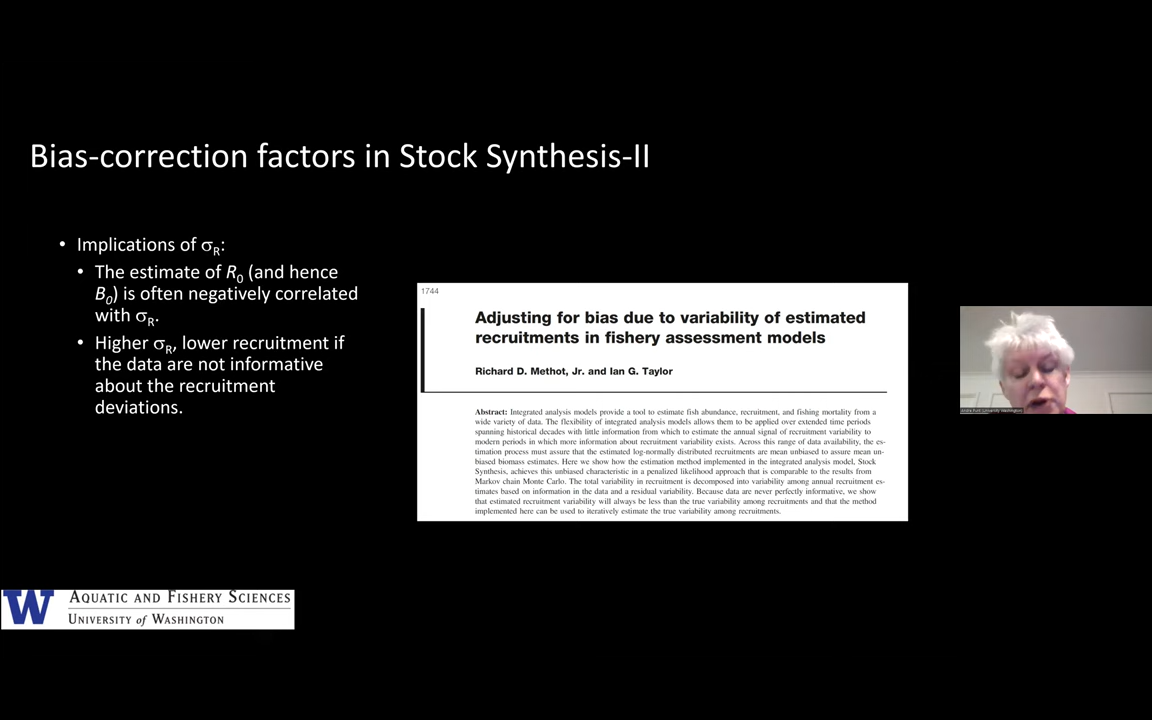 Bias-correction factors in Stock Synthesis-II
• Implications of σR:
• The estimate of R0 (and hence
B0) is often negatively correlated
with σR.
• Higher σR, lower recruitment if
the data are not informative
about the recruitment
deviations.
1744
Adjusting for bias due to variability of estimated
recruitments in fishery assessment models
Richard D. Methot, Jr. and Ian G. Taylor
Abstract: Integrated analysis models provide a tool to estimate fish abundance, recruitment, and fishing mortality from a
wide variety of data. The flexibility of integrated analysis models allows them to be applied over extended time periods
spanning historical decades with little information from which to estimate the annual signal of recruitment variability to
modern periods in which more information about recruitment variability exists. Across this range of data availability, the es-
timation process must assure that the estimated log-normally distributed recruitments are mean unbiased to assure mean un-
biased biomass estimates. Here we show how the estimation method implemented in the integrated analysis model, Stock
Synthesis, achieves this unbiased characteristic in a penalized likelihood approach that is comparable to the results from
Markov chain Monte Carlo. The total variability in recruitment is decomposed into variability among annual recruitment es-
timates based on information in the data and a residual variability. Because data are never perfectly informative, we show
that estimated recruitment variability will always be less than the true variability among recruitments and that the method
implemented here can be used to iteratively estimate the true variability among recruitments.
W AQUATIC AND FISHERY SCIENCES
UNIVERSITY of WASHINGTON